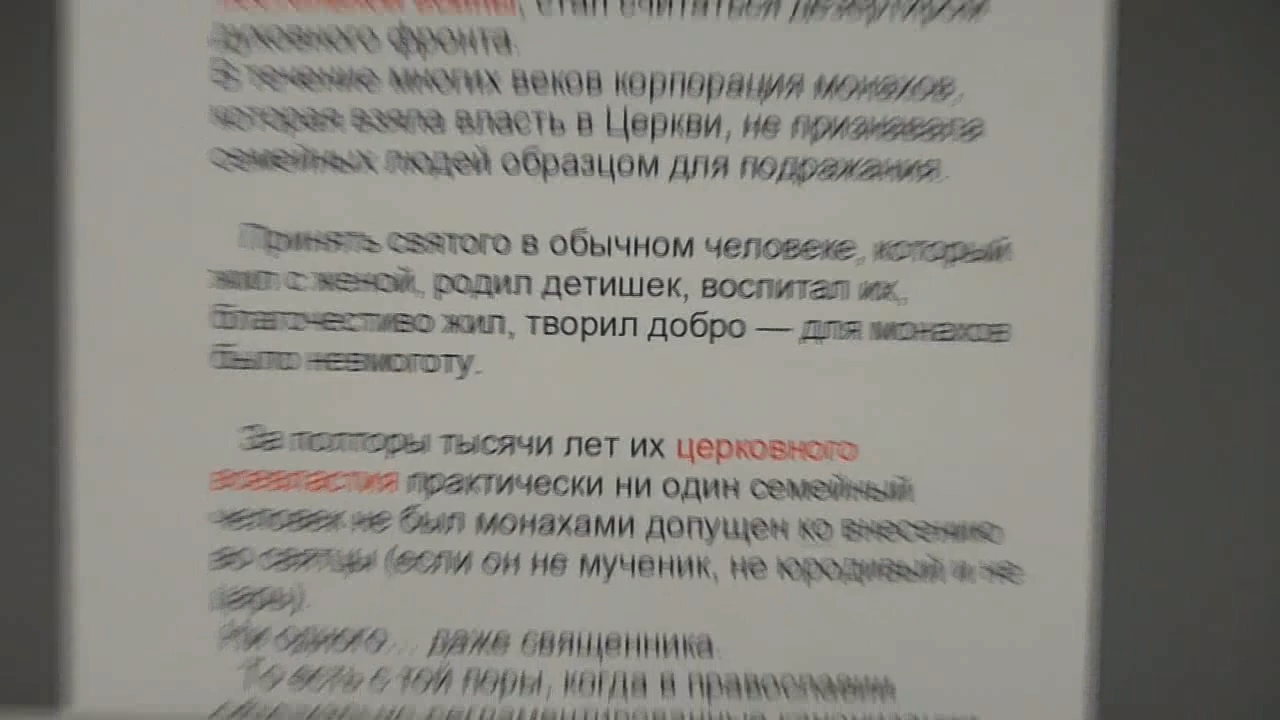 стал считаться дезертиром
духовного фронта.
В течение многих веков корпорация монахов,
которая взяла власть в Церкви, не признавала
семейных людей образцом для подражания.
Принять святого в обычном человеке, который
жил с женой, родил детишек, воспитал их,
благочестиво жил, творил добро — для монахов
было невмоготу.
За полторы тысячи лет их церковного
всевластия практически ни один семейный
человек не был монахами допущен ко внесению
во святцы (если он не мученик, не юродивый и не
царь).
Ни одного... даже священника.
То есть с той поры, когда в православии